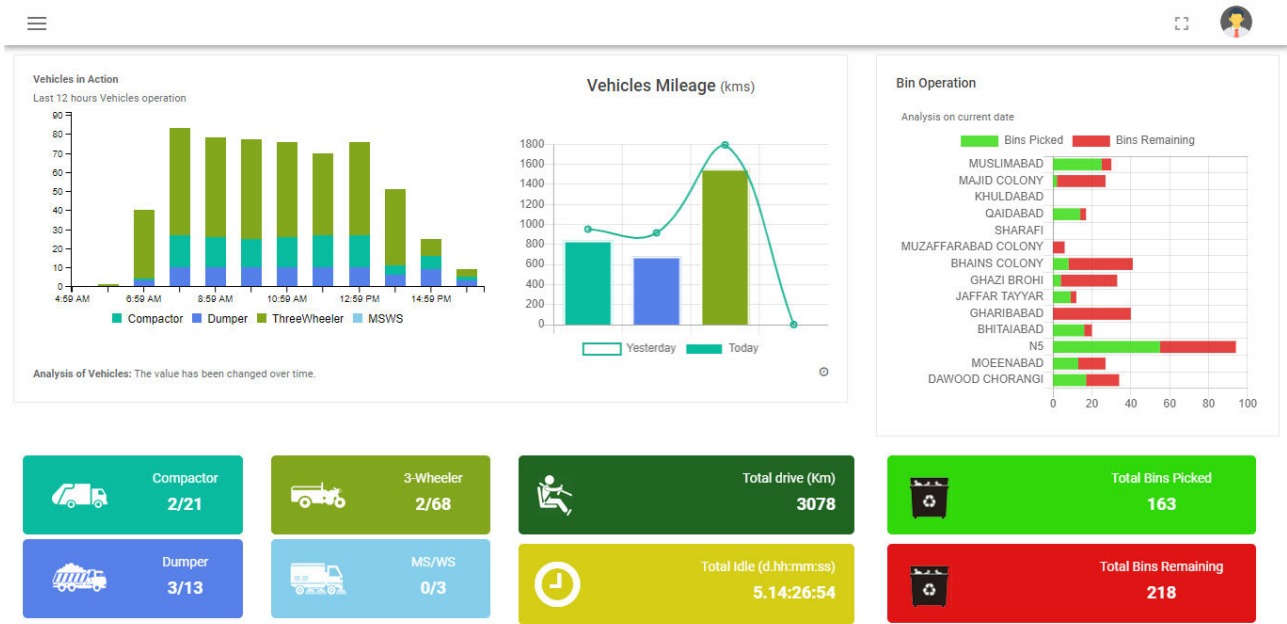 Vehicles in Action
Last 12 hours Vehicles operation
90
80
70
60
50
40
30
20
10
0
4:59 AM 6:59 AM 8:59 AM 10:59 AM 12:59 PM 14:59 PM
Compactor Dumper ThreeWheeler MSWS
Vehicles Mileage (kms)
1800
1600
1400
1200
1000
800
600
400
200
0
Yesterday Today
Analysis of Vehicles: The value has been changed over time.
Bin Operation
Analysis on current date
Bins Picked Bins Remaining
MUSLIMABAD
MAJID COLONY
KHULDABAD
QAIDABAD
SHARAFI
MUZAFFARABAD COLONY
BHAINS COLONY
GHAZI BROHI
JAFFAR TAYYAR
GHARIBABAD
BHITAIABAD
N5
MOEENABAD
DAWOOD CHORANGI
0 20 40 60 80 100
Compactor
2/21
3-Wheeler
2/68
Total drive (Km)
3078
Total Bins Picked
163
Dumper
3/13
MS/WS
0/3
Total Idle (d.hh:mm:ss)
5.14:26:54
Total Bins Remaining
218